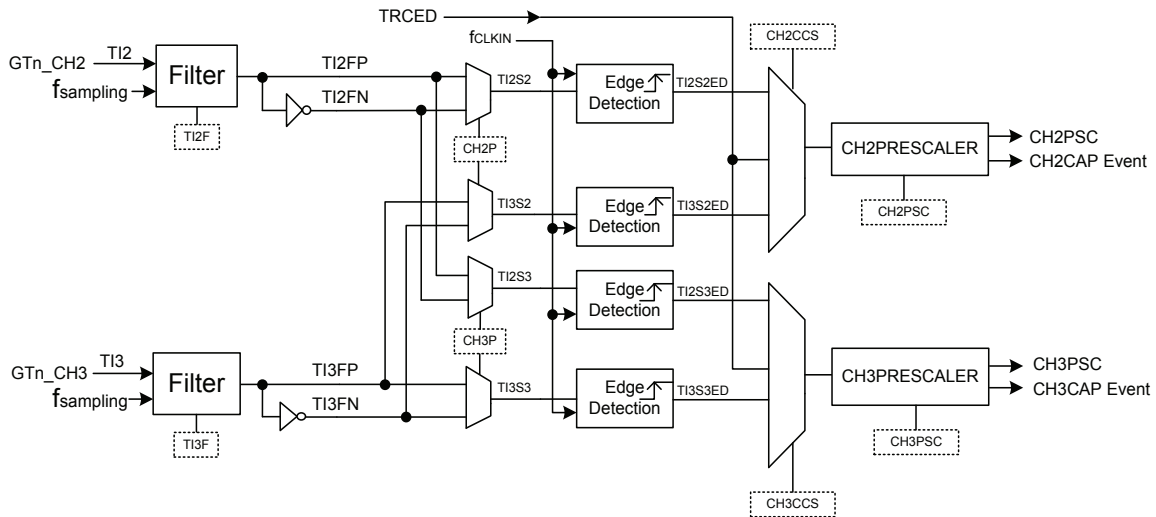 TRCED
fCLKIN
CH2CCS
GTn_CH2
TI2
fsampling
Filter
TI2F
TI2FP
TI2FN
TI2S2
CH2P
Edge
Detection
TI2S2ED
CH2PRESCALER
CH2PSC
CH2CAP Event
CH2PSC
TI3S2
Edge
Detection
TI3S2ED
TI2S3
CH3P
Edge
Detection
TI2S3ED
GTn_CH3
TI3
fsampling
Filter
TI3F
TI3FP
TI3FN
TI3S3
Edge
Detection
TI3S3ED
CH3PRESCALER
CH3PSC
CH3CAP Event
CH3PSC
CH3CCS